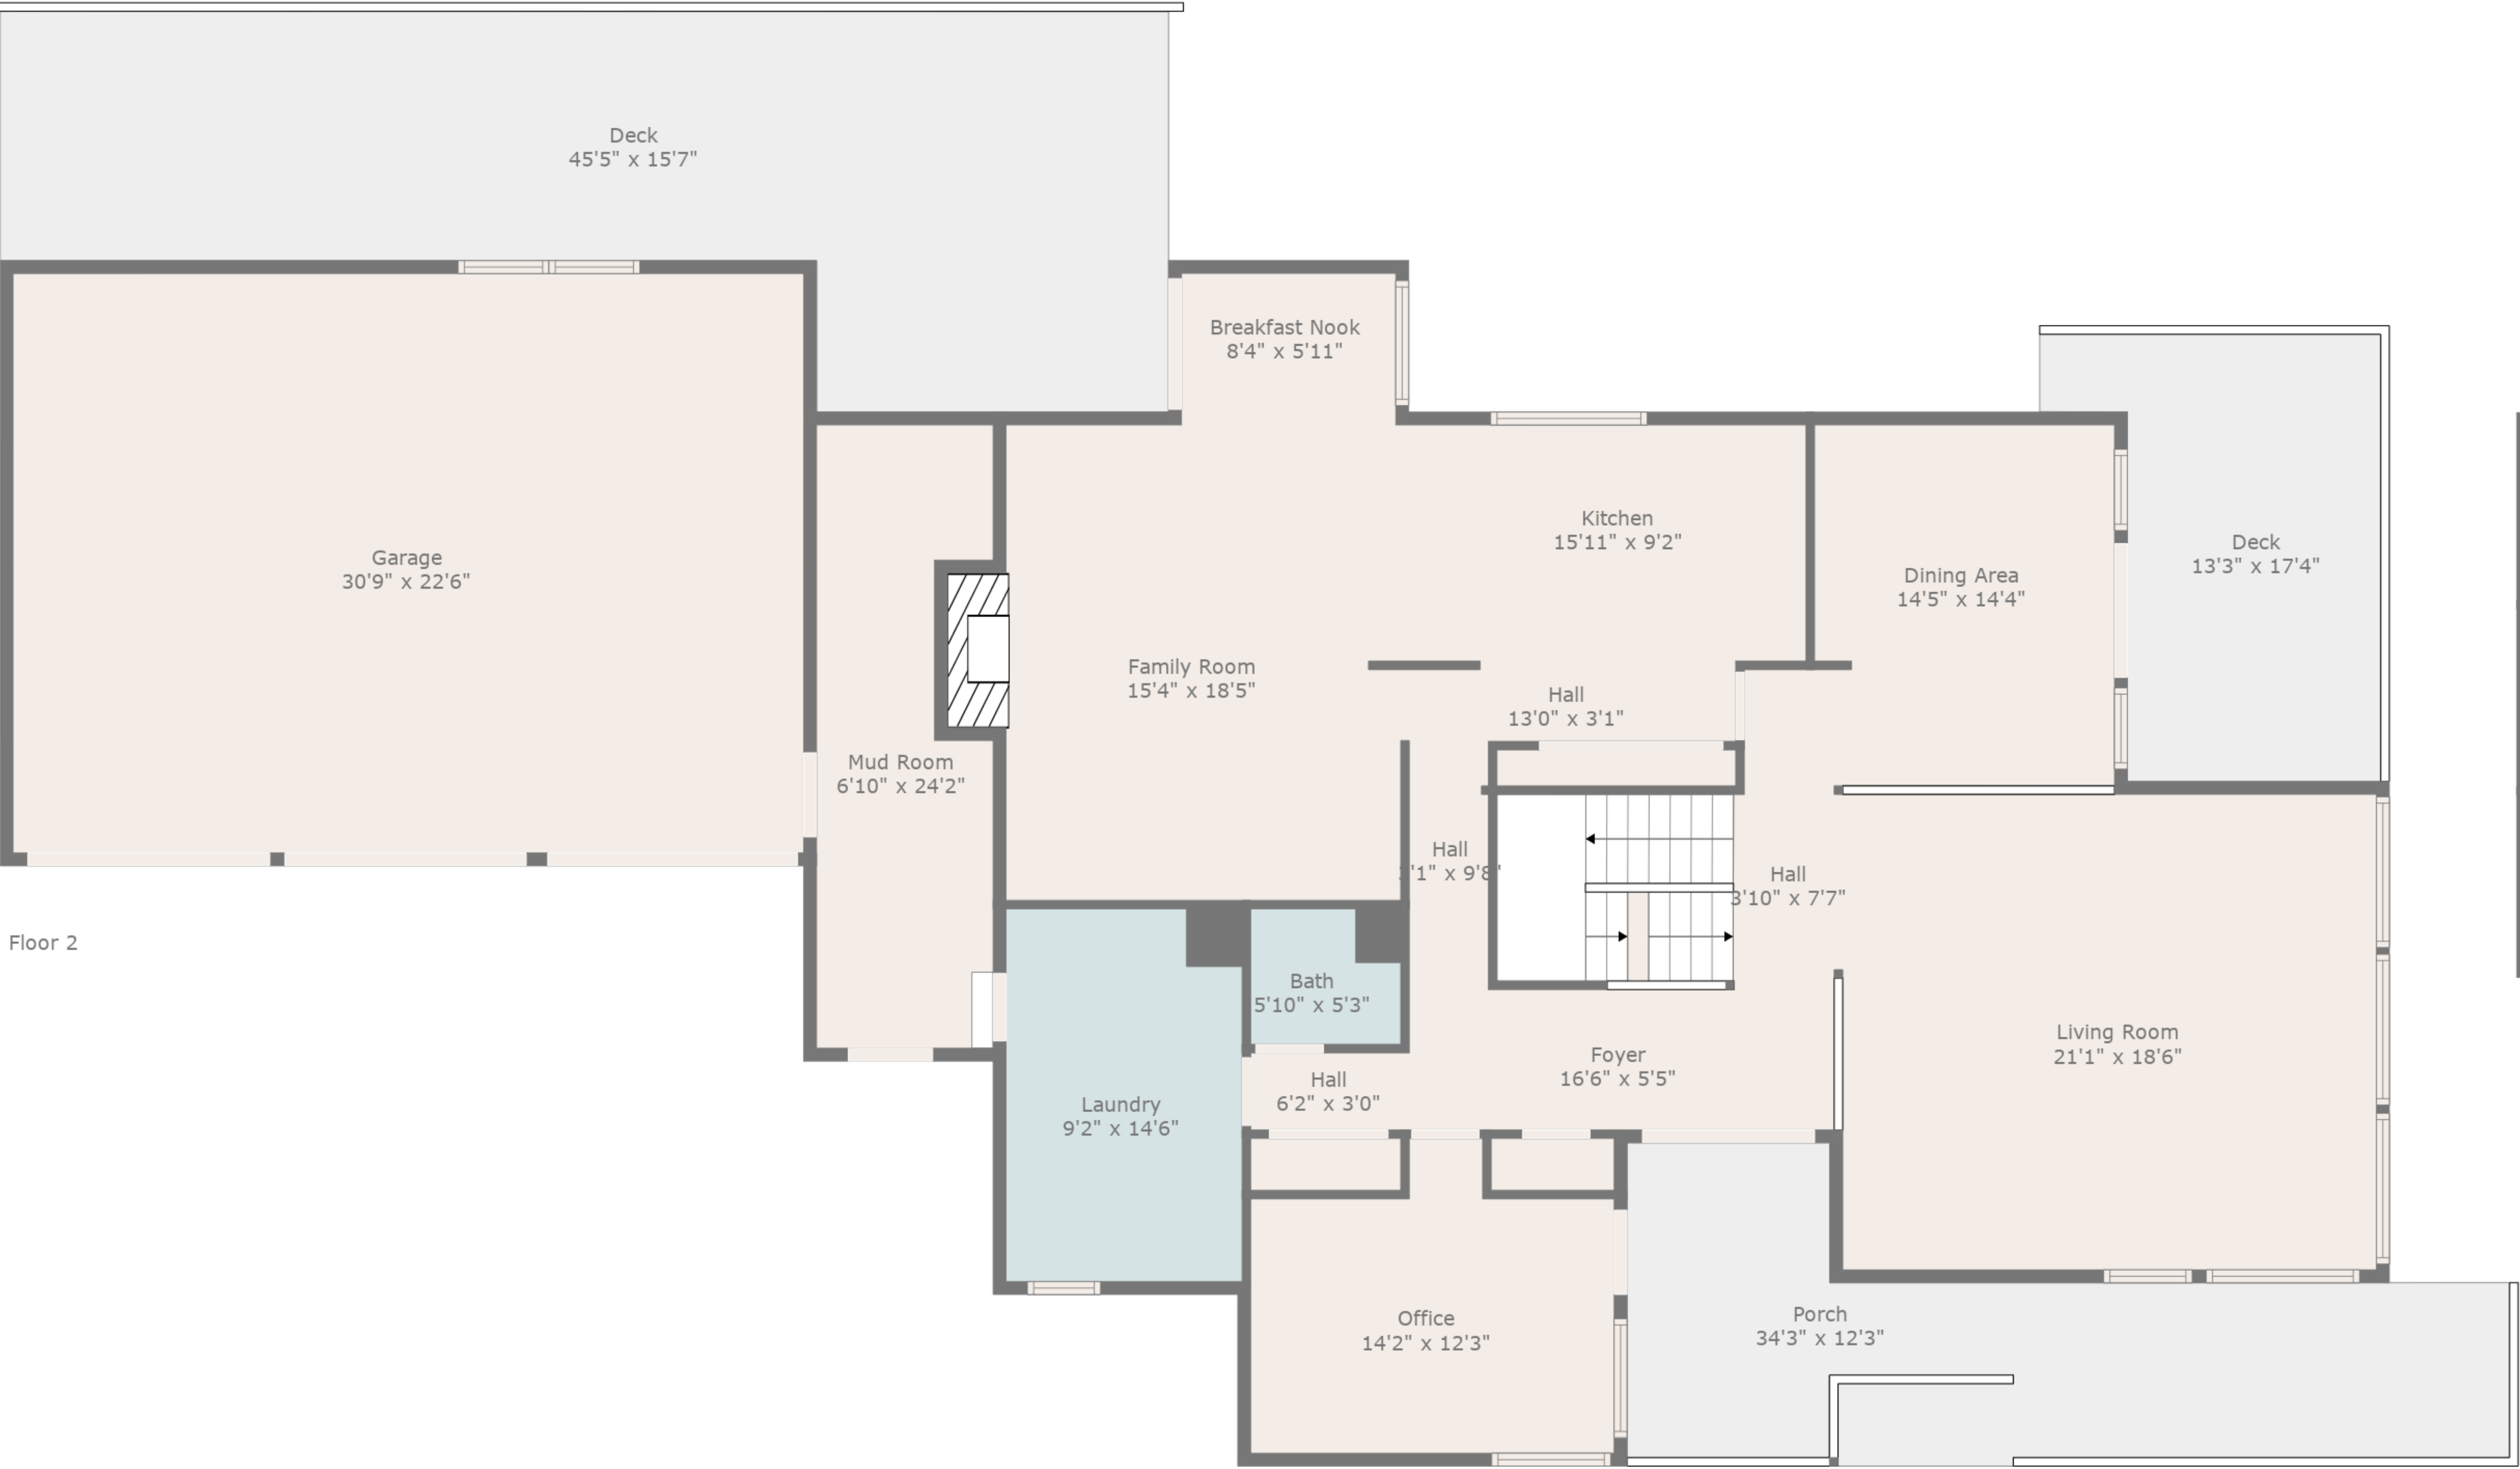 Deck
45'5" x 15'7"
Breakfast Nook
8'4" x 5'11"
Kitchen
15'11" x 9'2"
Deck
13'3" x 17'4"
Garage
30'9" x 22'6"
Dining Area
14'5" x 14'4"
Family Room
15'4" x 18'5"
Hall
13'0" x 3'1"
Mud Room
6'10" x 24'2"
Hall
'1" x 9'8"
Hall
3'10" x 7'7"
Floor 2
Bath
5'10" x 5'3"
Living Room
21'1" x 18'6"
Foyer
16'6" x 5'5"
Hall
6'2" x 3'0"
Laundry
9'2" x 14'6"
Porch
34'3" x 12'3"
Office
14'2" x 12'3"